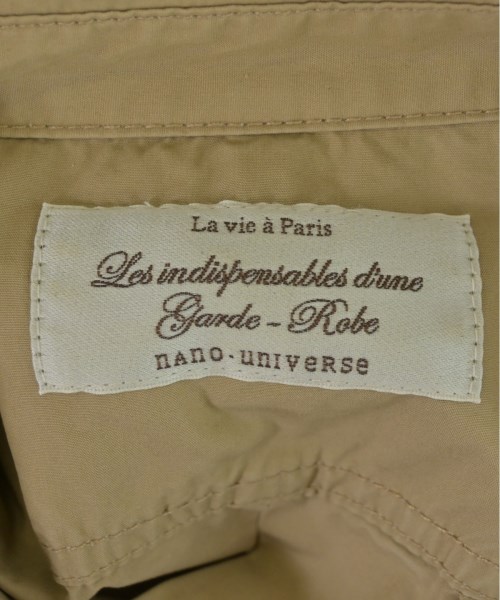 La vie à Paris
Les indispensables d'une
Garde - Robe
nano·universe